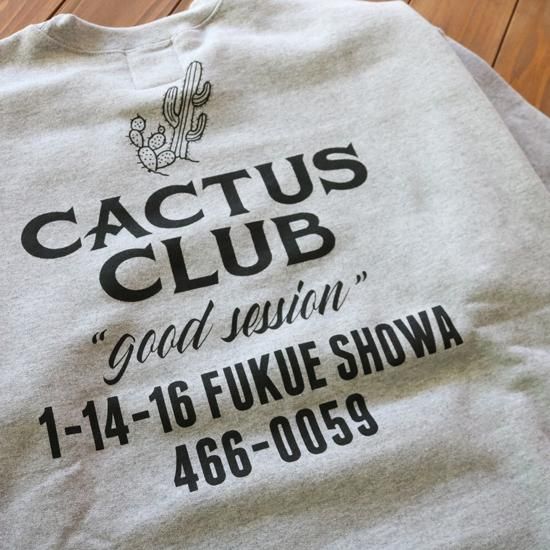 CACTUS
CLUB
“good session”
1-14-16 FUKUE SHOWA
466-0059